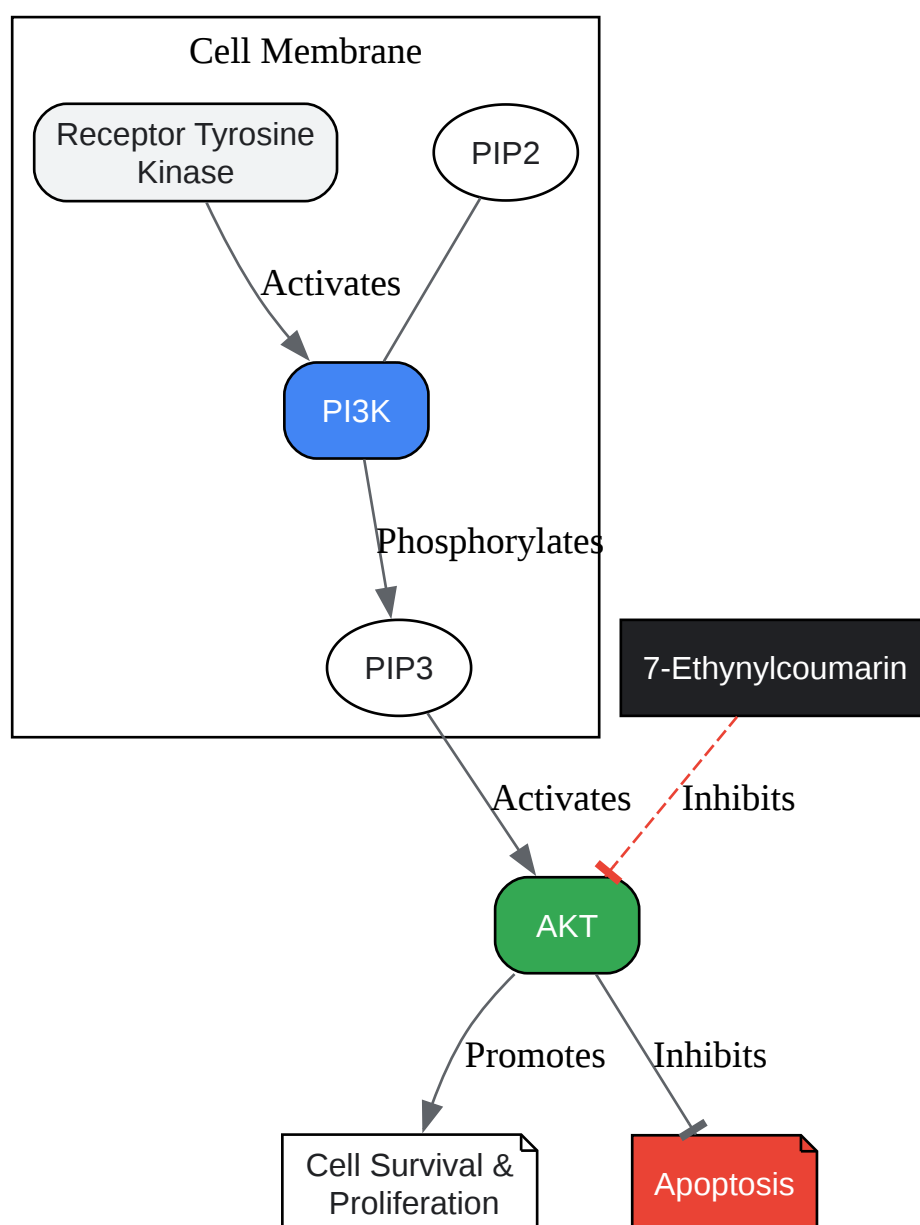 Cell Membrane
Receptor Tyrosine
Kinase
PIP2
Activates
PI3K
Phosphorylates
PIP3
7-Ethynylcoumarin
Activates
Inhibits
AKT
Promotes
Inhibits
Cell Survival &
Proliferation
Apoptosis